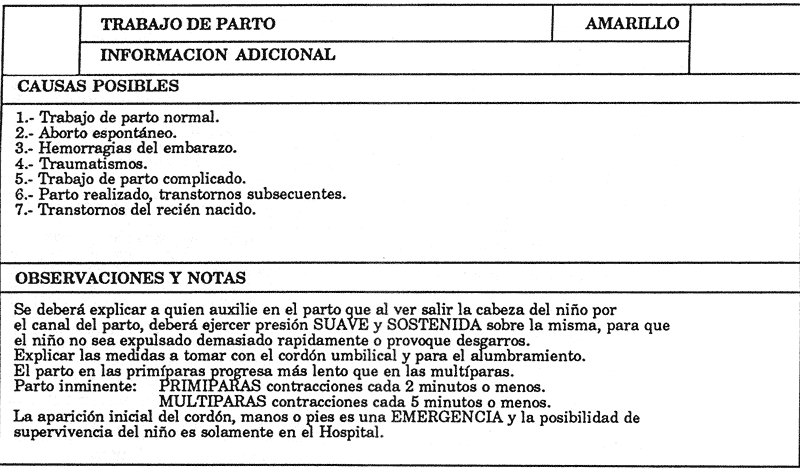 TRABAJO DE PARTO AMARILLO
INFORMACION ADICIONAL
CAUSAS POSIBLES
1.- Trabajo de parto normal.
2.- Aborto espontáneo.
3.- Hemorragias del embarazo.
4.- Traumatismos.
5.- Trabajo de parto complicado.
6.- Parto realizado, transtornos subsecuentes.
7.- Transtornos del recién nacido.
OBSERVACIONES Y NOTAS
Se deberá explicar a quien auxilie en el parto que al ver salir la cabeza del niño por
el canal del parto, deberá ejercer presión SUAVE y SOSTENIDA sobre la misma, para que
el niño no sea expulsado demasiado rapidamente o provoque desgarros.
Explicar las medidas a tomar con el cordón umbilical y para el alumbramiento.
El parto en las primíparas progresa más lento que en las multíparas.
Parto inminente: PRIMIPARAS contracciones cada 2 minutos o menos.
MULTIPARAS contracciones cada 5 minutos o menos.
La aparición inicial del cordón, manos o pies es una EMERGENCIA y la posibilidad de
supervivencia del niño es solamente en el Hospital.